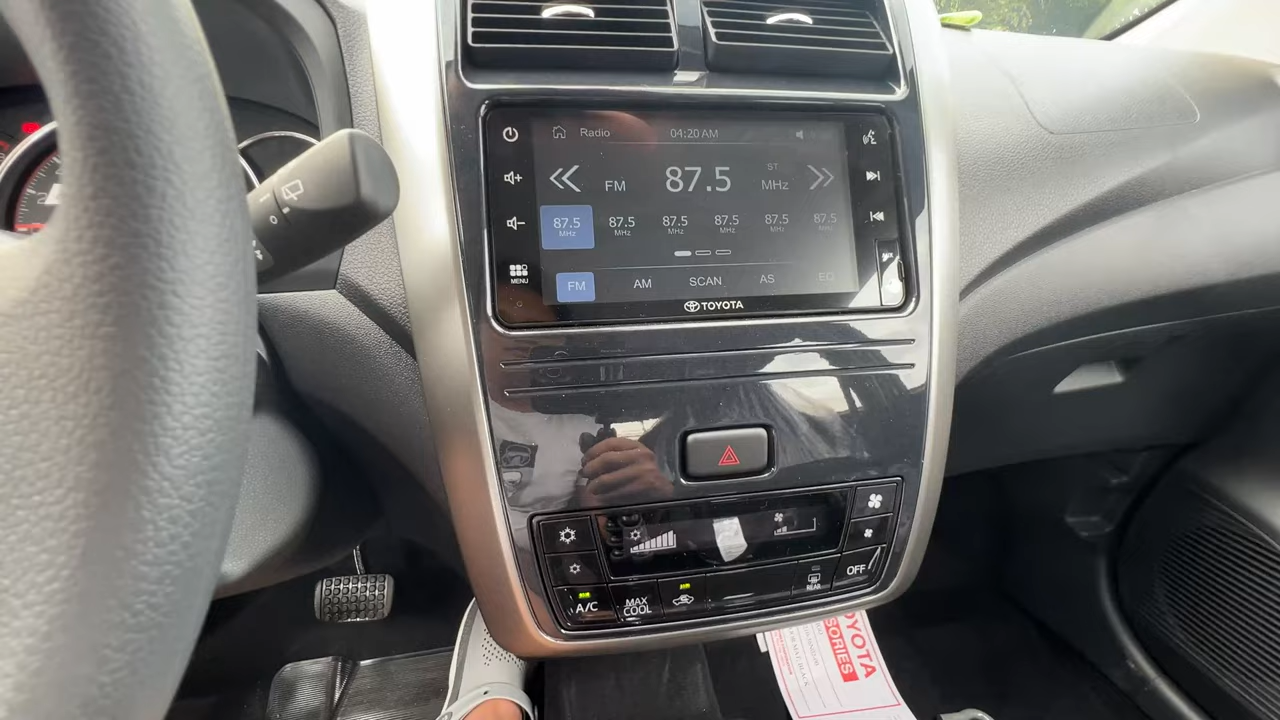 Radio 04:20 AM
ST
FM 87.5 MHz
87.5 87.5 87.5 87.5 87.5 87.5
MHz MHz MHz MHz MHz MHz
MENU
FM AM SCAN AS EQ
TOYOTA
A/C
MAX
COOL
REAR
OFF
OYOTA
SORIES